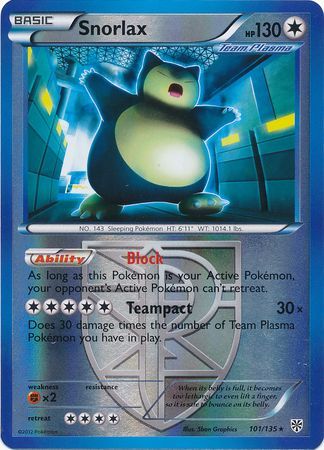 BASIC
Snorlax
HP 130
Team Plasma
NO. 143 Sleeping Pokémon HT: 6'11" WT: 1014.1 lbs.
Ability Block
As long as this Pokémon is your Active Pokémon,
your opponent's Active Pokémon can't retreat.
Teampact 30×
Does 30 damage times the number of Team Plasma
Pokémon you have in play.
weakness resistance
×2
When its belly is full, it becomes
too lethargic to even lift a finger,
so it is safe to bounce on its belly.
retreat
©2012 Pokémon
Illus. 5ban Graphics 101/135 ★